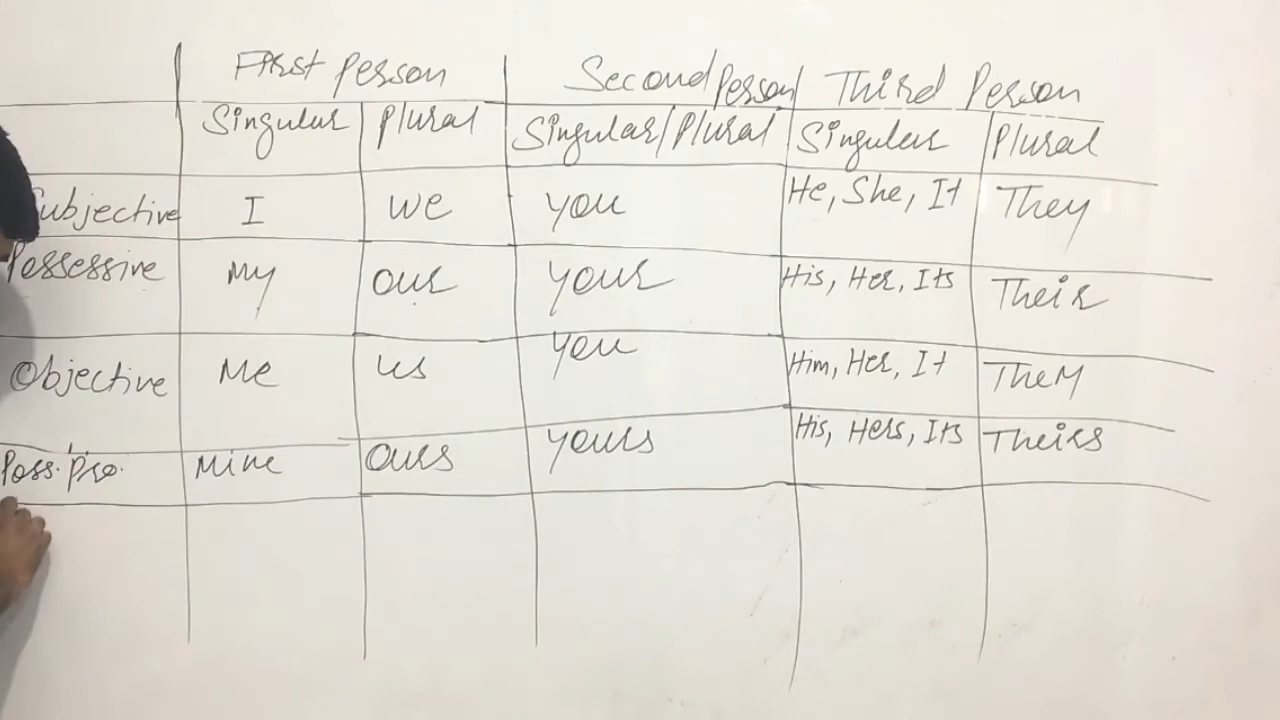 First Person Second Person Third Person
Singular Plural Singular/Plural Singular Plural
Subjective I we you He, She, It They
Possessive My our your His, Her, Its Their
Objective Me us you Him, Her, It Them
Poss. Pro. Mine ours yours His, Hers, Its Theirs